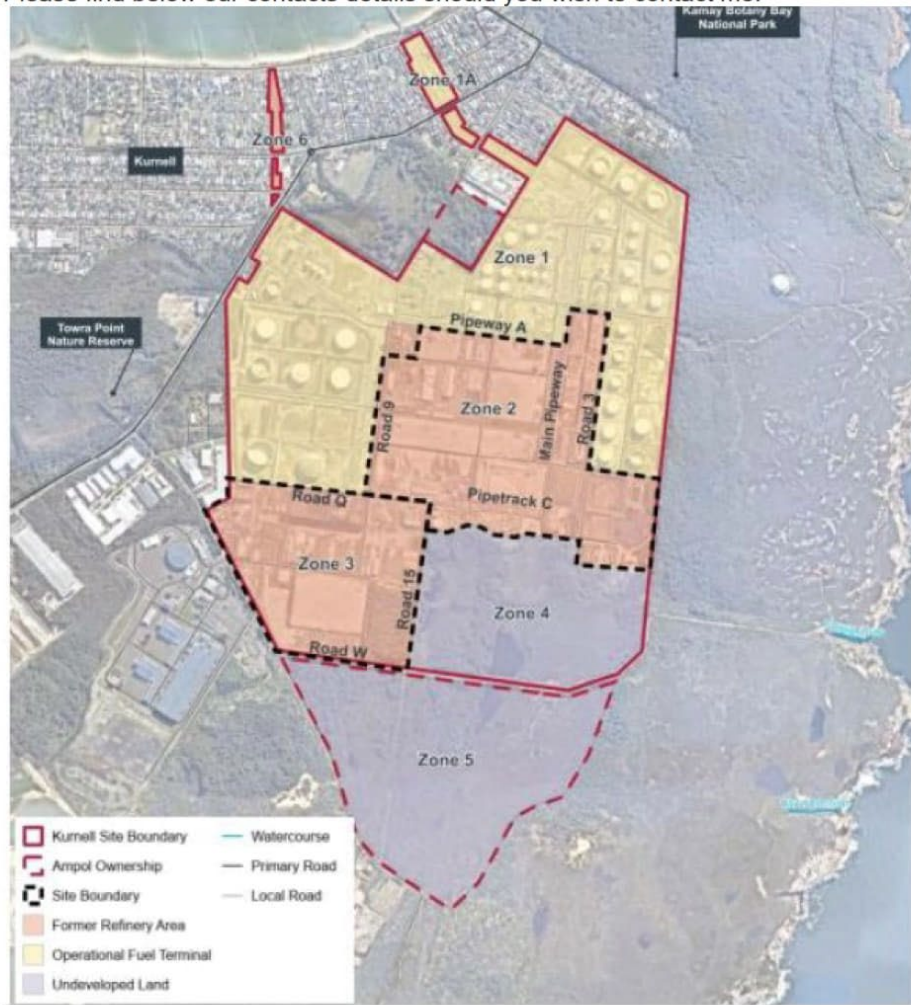 Please find below our contacts details should you wish to contact me.
Kamay Botany Bay
National Park
Zone 1A
Zone 6
Kurnell
Zone 1
Towra Point
Nature Reserve
Pipeway A
Zone 2
Main Pipeway
Road 3
Road 9
Road Q
Pipetrack C
Zone 3
Road 15
Zone 4
Road W
Zone 5
Kurnell Site Boundary
Ampol Ownership
Site Boundary
Former Refinery Area
Operational Fuel Terminal
Undeveloped Land
Watercourse
Primary Road
Local Road